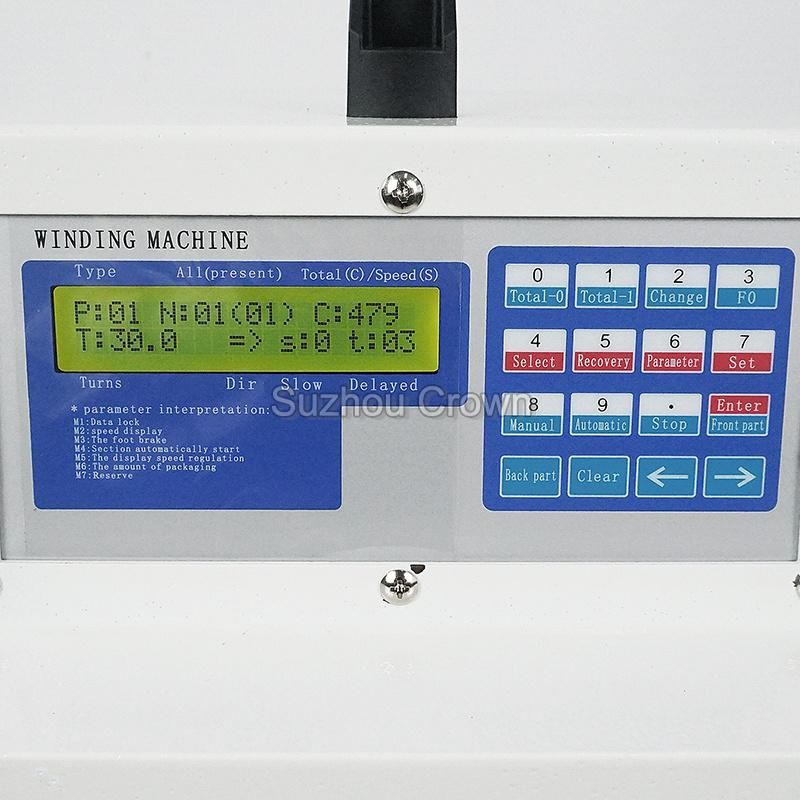 WINDING MACHINE
Type All(present) Total(C)/Speed(S)
P:01 N:01(01) C:479
T:30.0 => s:0 t:03
Turns Dir Slow Delayed
* parameter interpretation:
M1:Data lock
M2:speed display
M3:The foot brake
M4:Section automatically start
M5:The display speed regulation
M6:The amount of packaging
M7:Reserve
Suzhou Crown
0 1 2 3
Total-0 Total-1 Change F0
4 5 6 7
Select Recovery Parameter Set
8 9 . Enter
Manual Automatic Stop Front part
Back part Clear ← →